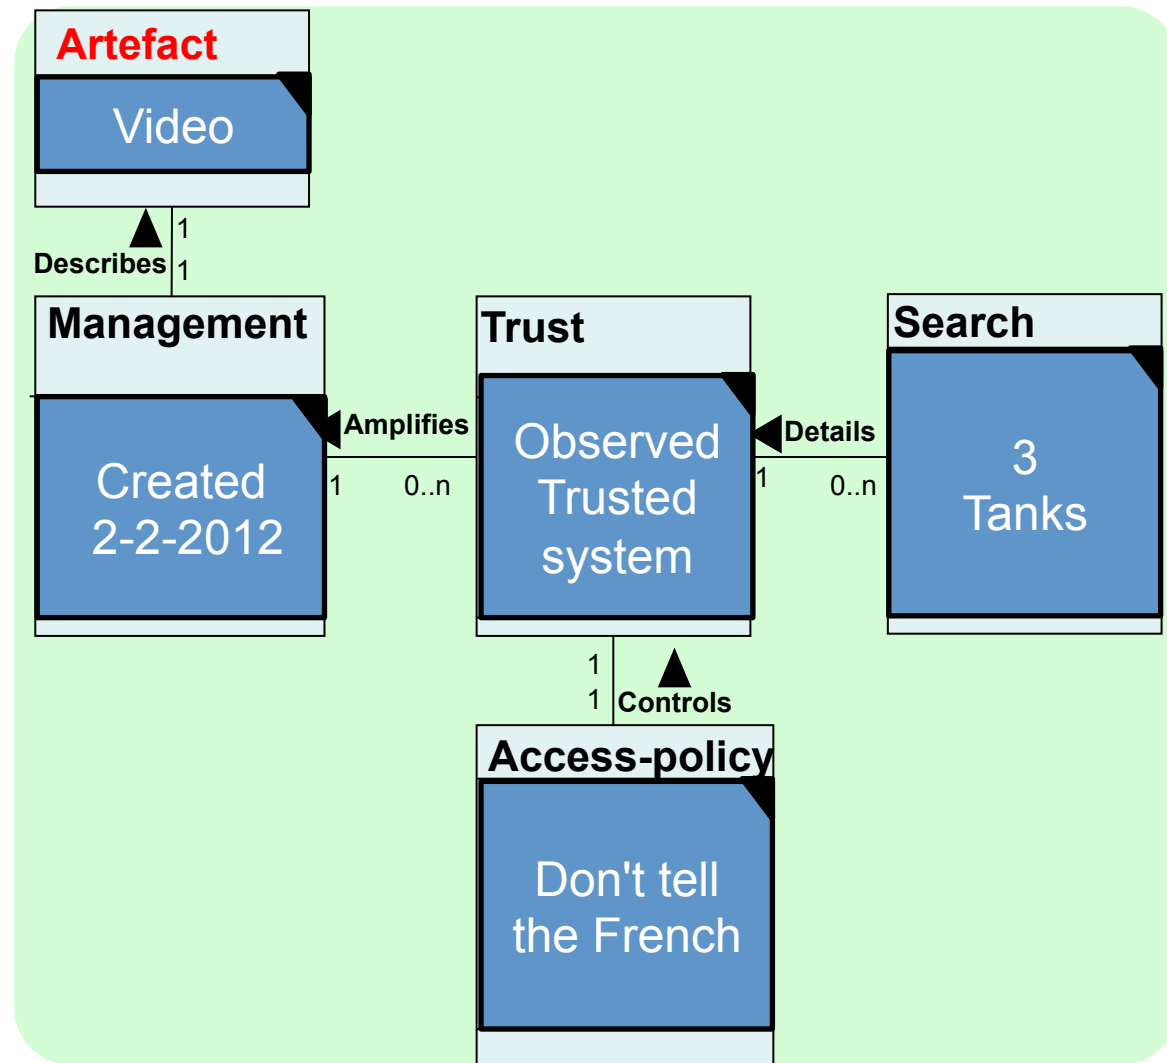 Artefact
Video
1
Describes
1
Management
Trust
Search
Created
2-2-2012
Amplifies
1
0..n
Observed
Trusted
system
Details
1
0..n
3
Tanks
1
1
Controls
Access-policy
Don't tell
the French